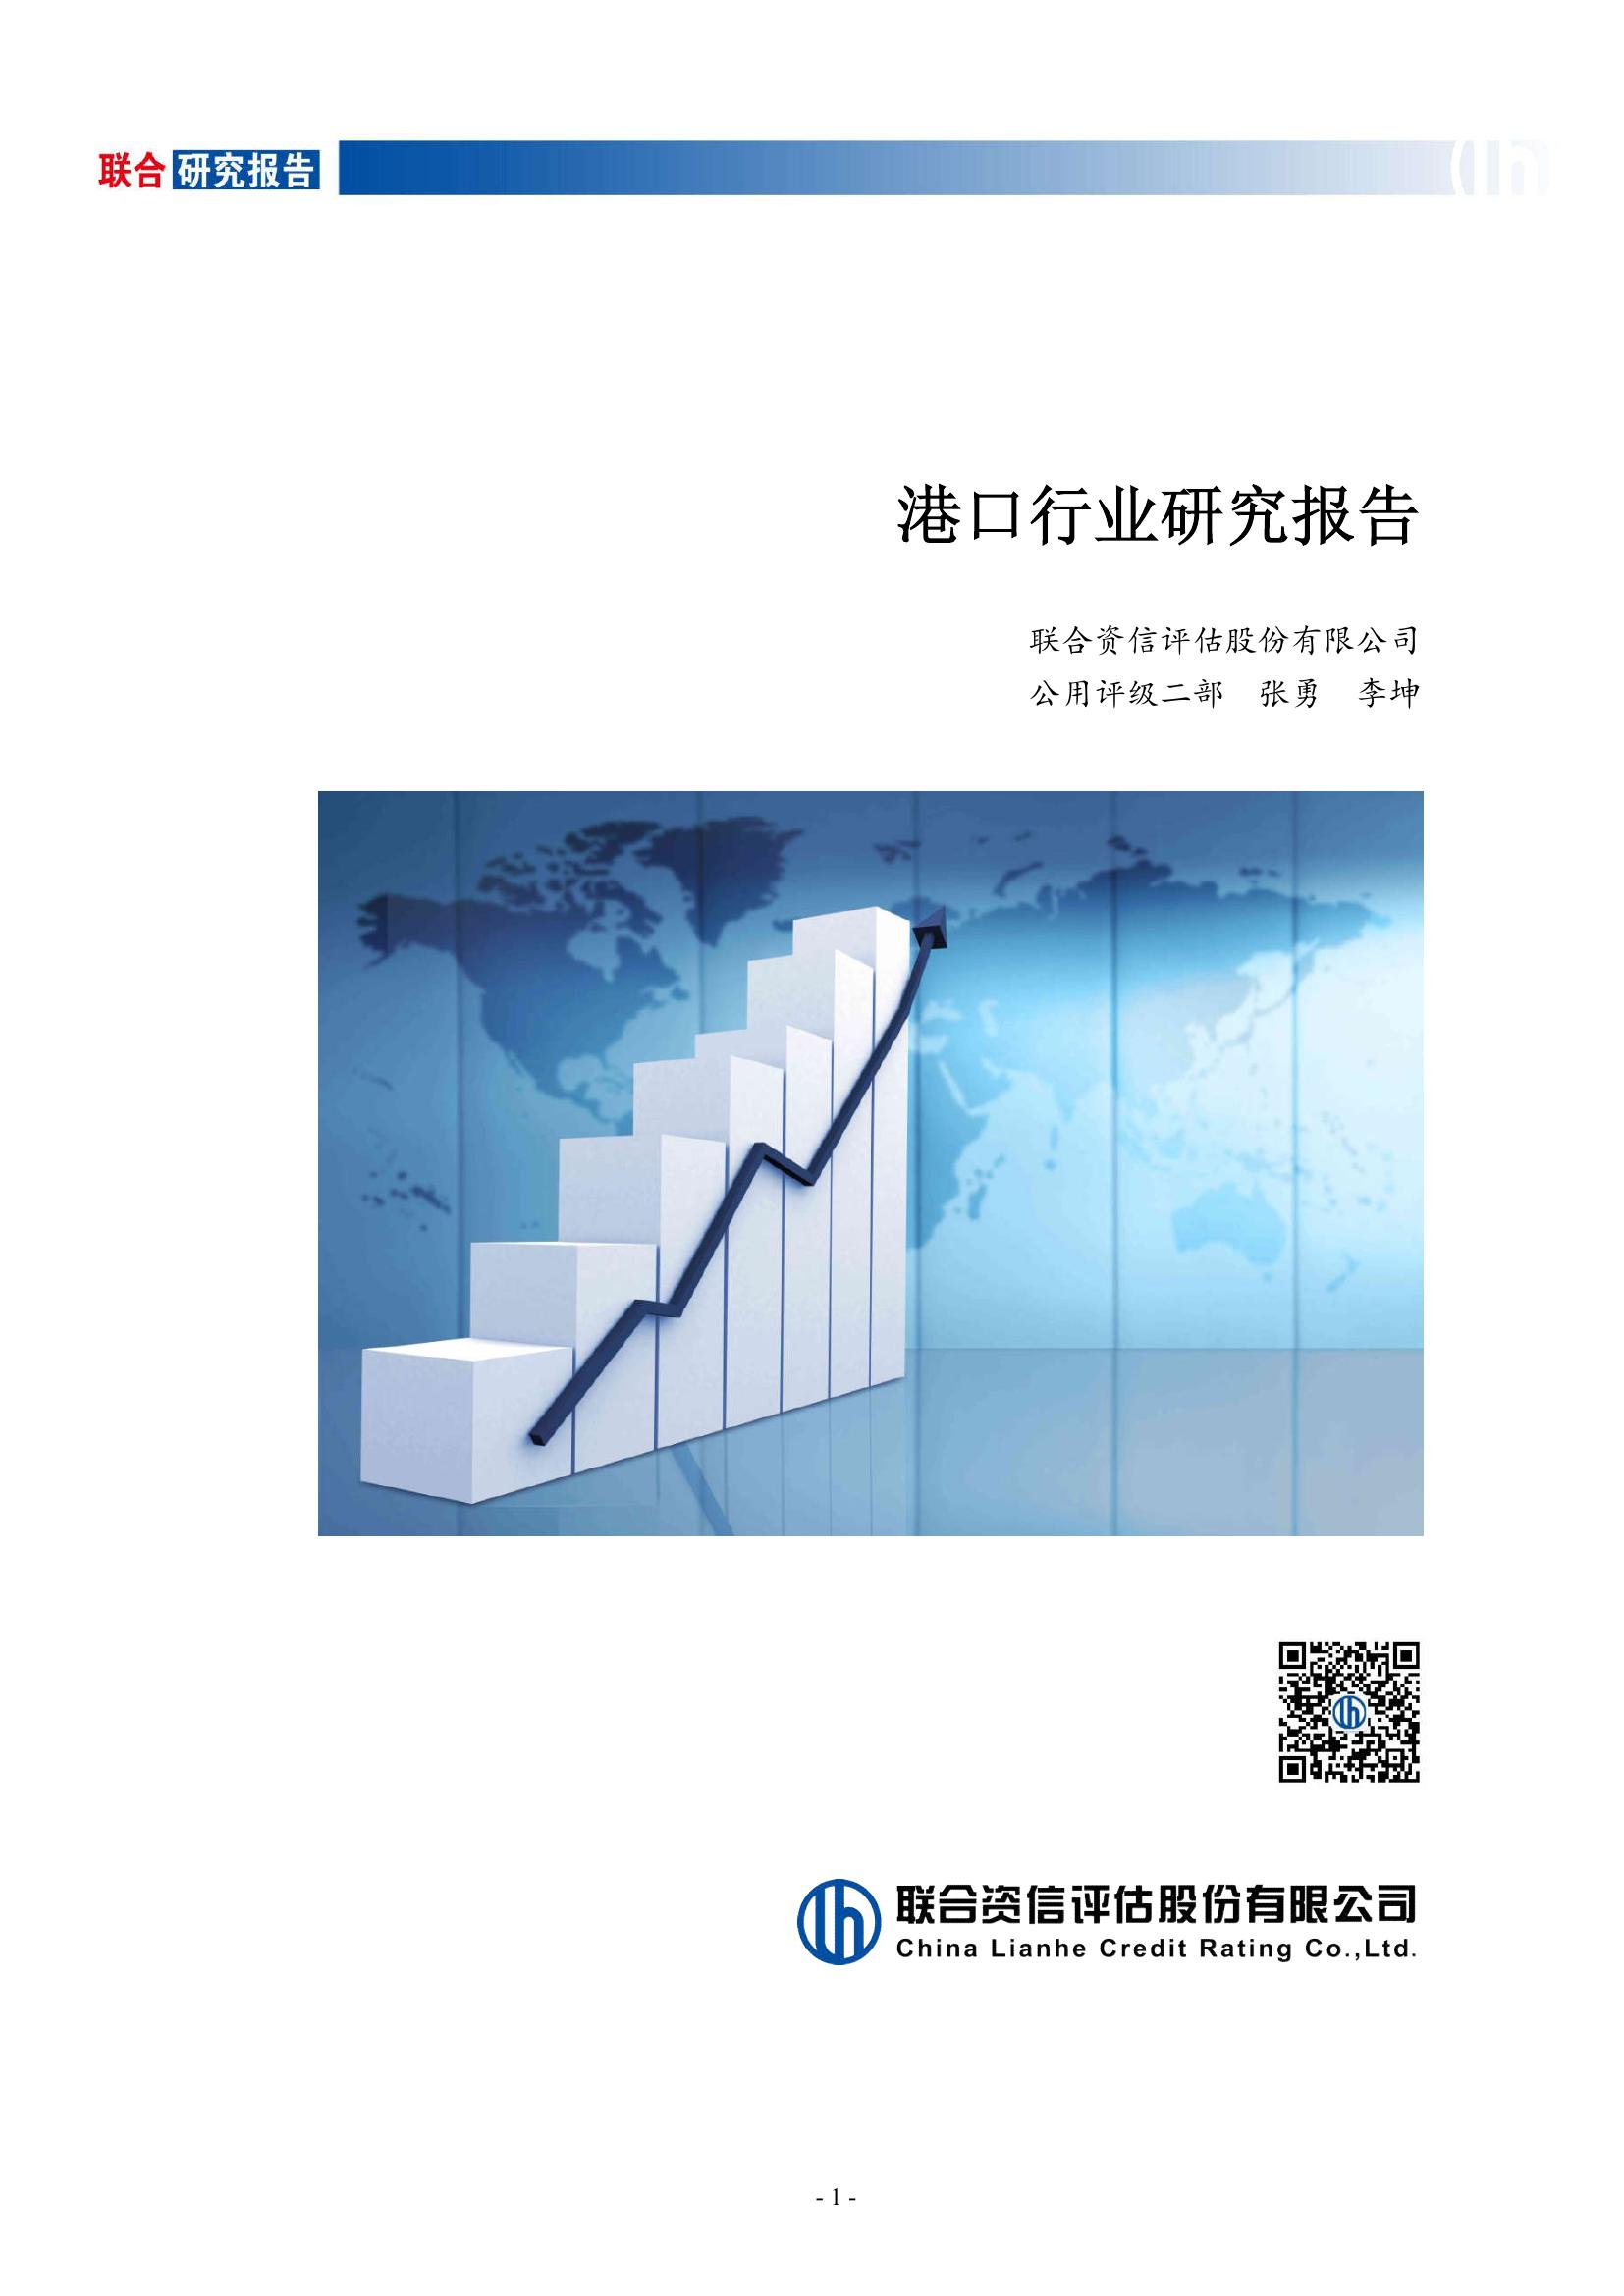 联合 研究报告
港口行业研究报告
联合资信评估股份有限公司
公用评级二部 张勇 李坤
联合资信评估股份有限公司
China Lianhe Credit Rating Co.,Ltd.
- 1 -